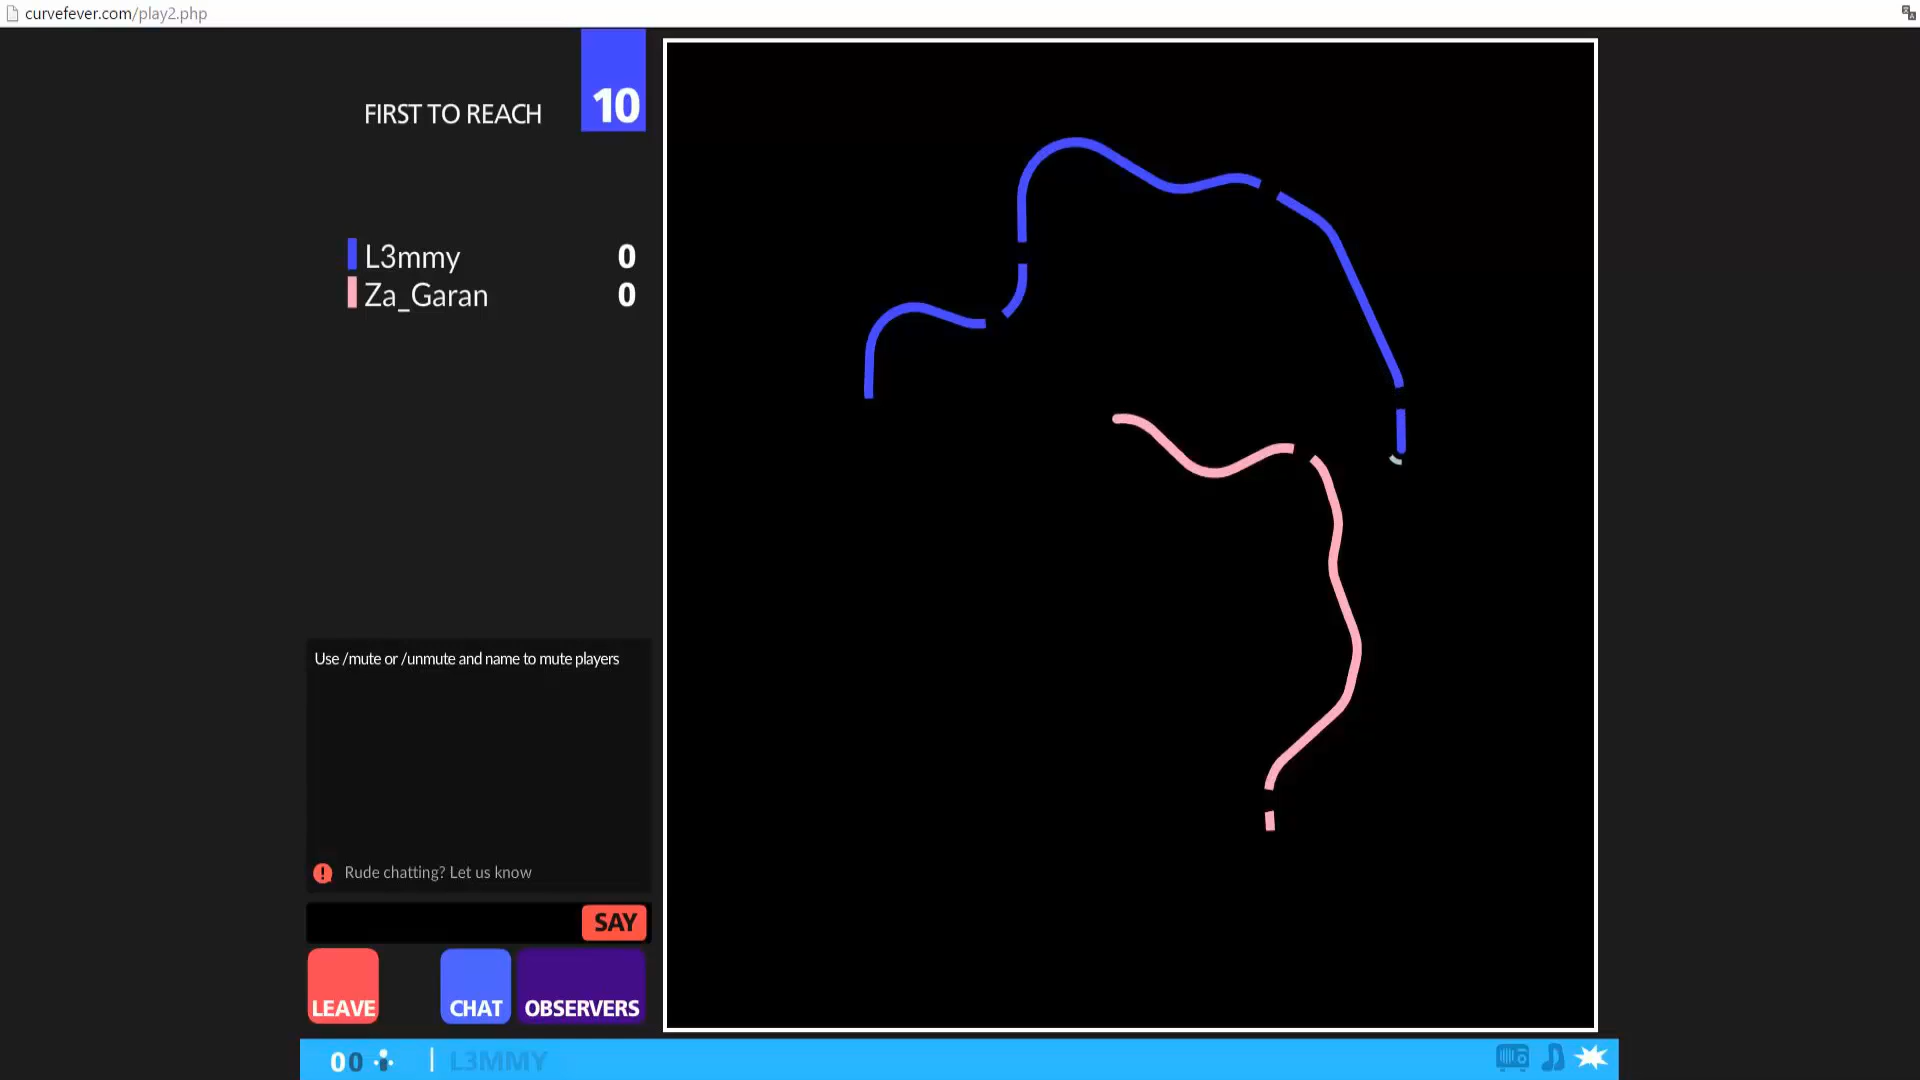 curvefever.com/play2.php
FIRST TO REACH 10
L3mmy 0
Za_Garan 0
Use /mute or /unmute and name to mute players
! Rude chatting? Let us know
SAY
LEAVE CHAT OBSERVERS
00 L3MMY